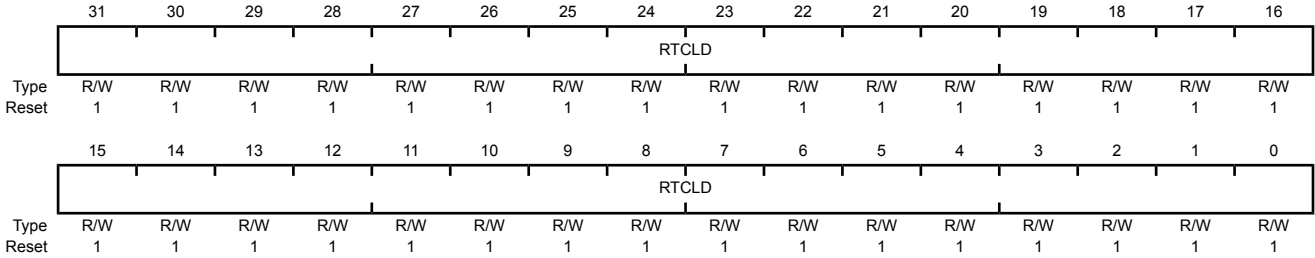 31 30 29 28 27 26 25 24 23 22 21 20 19 18 17 16
RTCLD
Type R/W R/W R/W R/W R/W R/W R/W R/W R/W R/W R/W R/W R/W R/W R/W R/W
Reset 1 1 1 1 1 1 1 1 1 1 1 1 1 1 1 1
15 14 13 12 11 10 9 8 7 6 5 4 3 2 1 0
RTCLD
Type R/W R/W R/W R/W R/W R/W R/W R/W R/W R/W R/W R/W R/W R/W R/W R/W
Reset 1 1 1 1 1 1 1 1 1 1 1 1 1 1 1 1